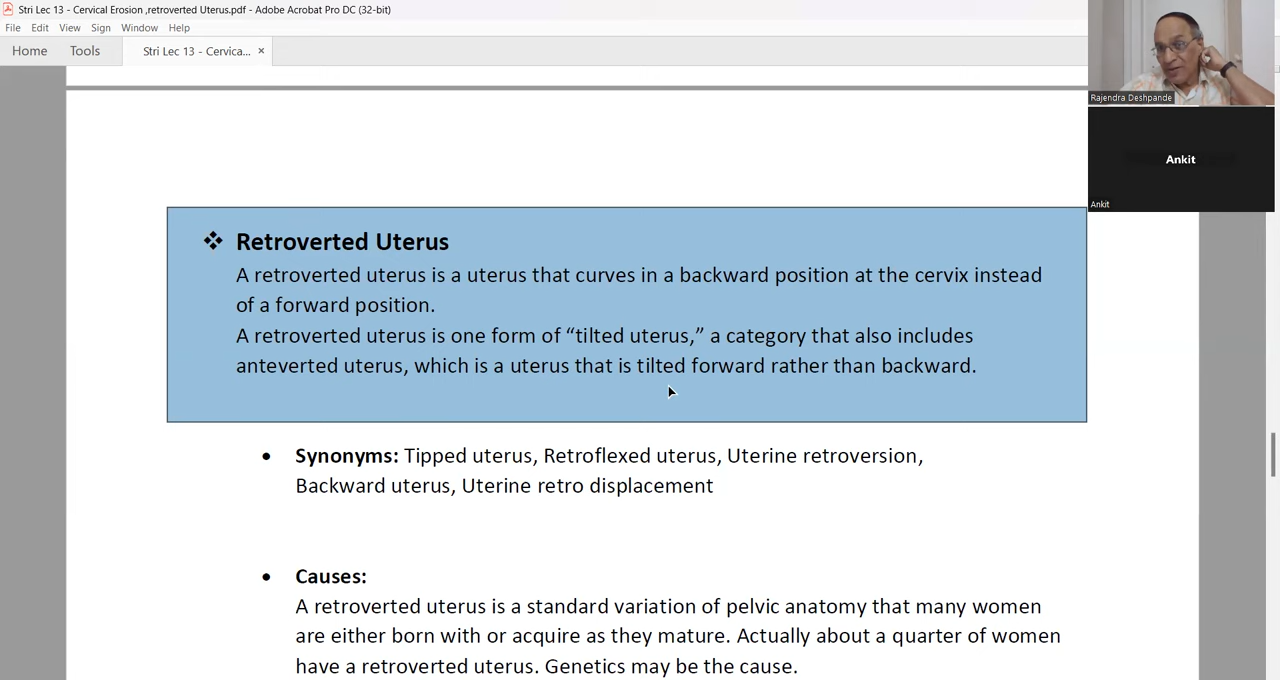 Stri Lec 13 - Cervical Erosion ,retroverted Uterus.pdf - Adobe Acrobat Pro DC (32-bit)
File Edit View Sign Window Help
Home Tools Stri Lec 13 - Cervica... ×
Rajendra Deshpande
Ankit
Ankit
❖ Retroverted Uterus
A retroverted uterus is a uterus that curves in a backward position at the cervix instead
of a forward position.
A retroverted uterus is one form of “tilted uterus,” a category that also includes
anteverted uterus, which is a uterus that is tilted forward rather than backward.
• Synonyms: Tipped uterus, Retroflexed uterus, Uterine retroversion,
Backward uterus, Uterine retro displacement
• Causes:
A retroverted uterus is a standard variation of pelvic anatomy that many women
are either born with or acquire as they mature. Actually about a quarter of women
have a retroverted uterus. Genetics may be the cause.